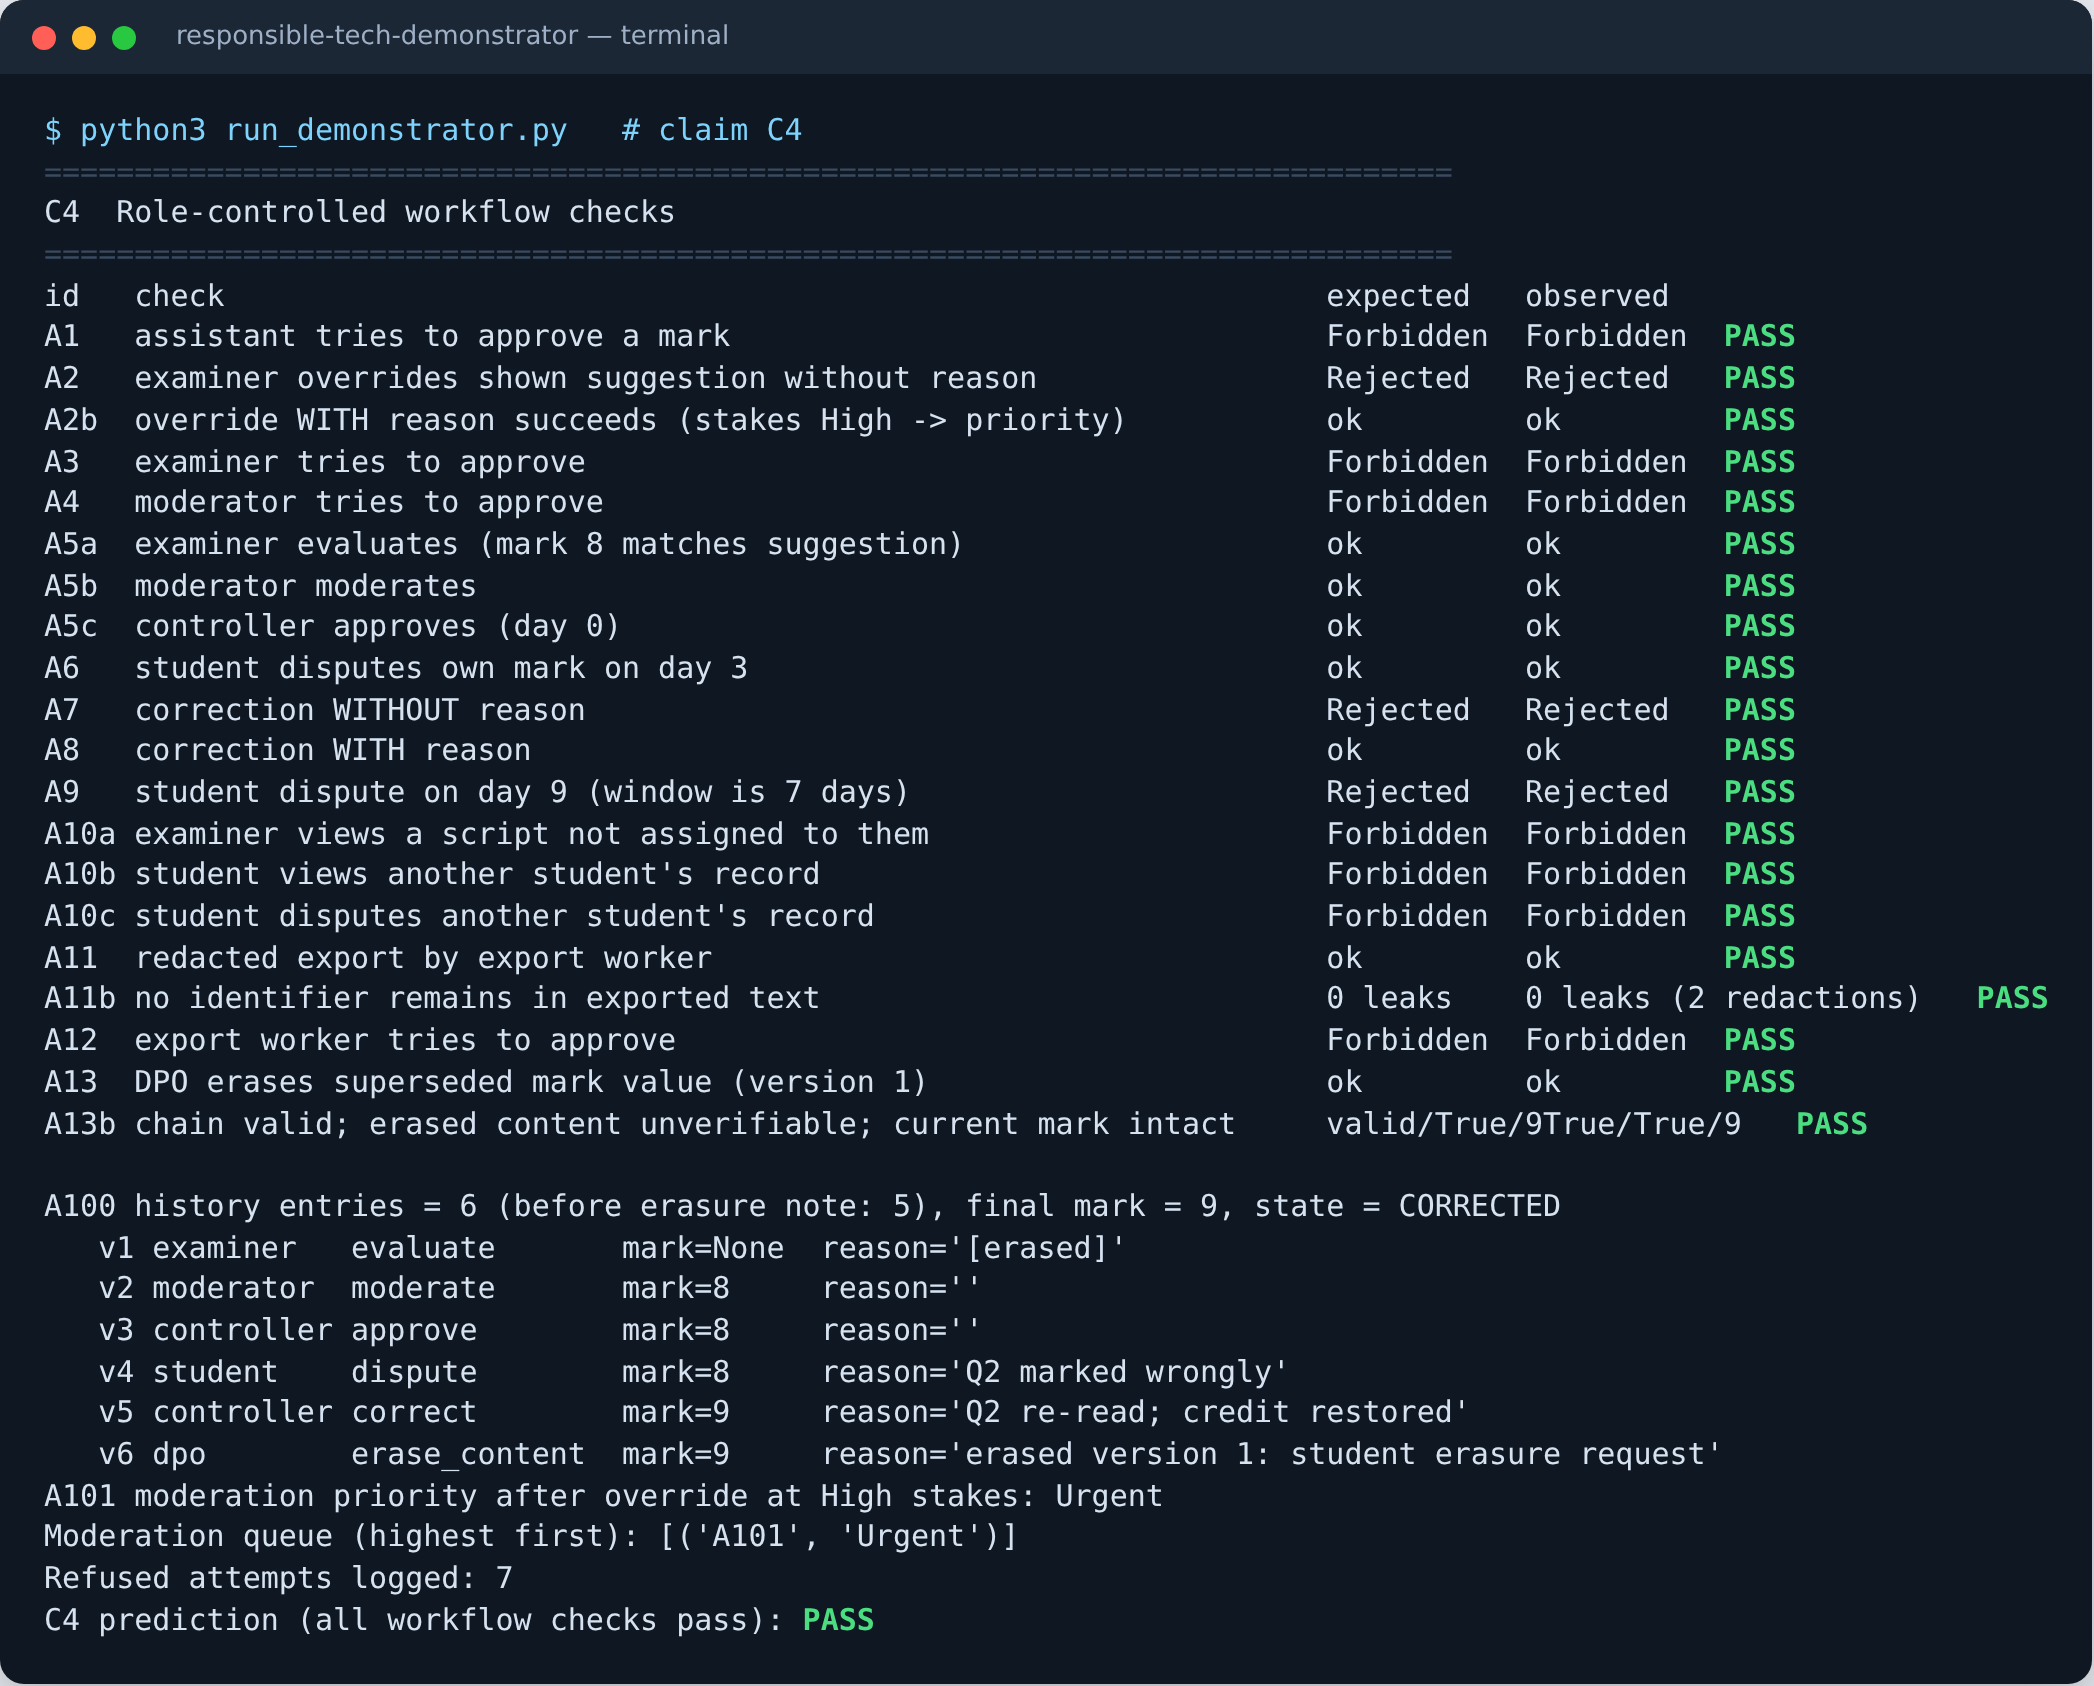 responsible-tech-demonstrator — terminal
$ python3 run_demonstrator.py   # claim C4
==============================================================================
C4  Role-controlled workflow checks
==============================================================================
id   check                                                             expected   observed
A1   assistant tries to approve a mark                                 Forbidden  Forbidden  PASS
A2   examiner overrides shown suggestion without reason                Rejected   Rejected   PASS
A2b  override WITH reason succeeds (stakes High -> priority)           ok         ok         PASS
A3   examiner tries to approve                                         Forbidden  Forbidden  PASS
A4   moderator tries to approve                                        Forbidden  Forbidden  PASS
A5a  examiner evaluates (mark 8 matches suggestion)                    ok         ok         PASS
A5b  moderator moderates                                               ok         ok         PASS
A5c  controller approves (day 0)                                       ok         ok         PASS
A6   student disputes own mark on day 3                                ok         ok         PASS
A7   correction WITHOUT reason                                         Rejected   Rejected   PASS
A8   correction WITH reason                                            ok         ok         PASS
A9   student dispute on day 9 (window is 7 days)                       Rejected   Rejected   PASS
A10a examiner views a script not assigned to them                      Forbidden  Forbidden  PASS
A10b student views another student's record                            Forbidden  Forbidden  PASS
A10c student disputes another student's record                         Forbidden  Forbidden  PASS
A11  redacted export by export worker                                  ok         ok         PASS
A11b no identifier remains in exported text                            0 leaks    0 leaks (2 redactions)   PASS
A12  export worker tries to approve                                    Forbidden  Forbidden  PASS
A13  DPO erases superseded mark value (version 1)                      ok         ok         PASS
A13b chain valid; erased content unverifiable; current mark intact     valid/True/9True/True/9   PASS

A100 history entries = 6 (before erasure note: 5), final mark = 9, state = CORRECTED
   v1 examiner   evaluate       mark=None  reason='[erased]'
   v2 moderator  moderate       mark=8     reason=''
   v3 controller approve        mark=8     reason=''
   v4 student    dispute        mark=8     reason='Q2 marked wrongly'
   v5 controller correct        mark=9     reason='Q2 re-read; credit restored'
   v6 dpo        erase_content  mark=9     reason='erased version 1: student erasure request'
A101 moderation priority after override at High stakes: Urgent
Moderation queue (highest first): [('A101', 'Urgent')]
Refused attempts logged: 7
C4 prediction (all workflow checks pass): PASS